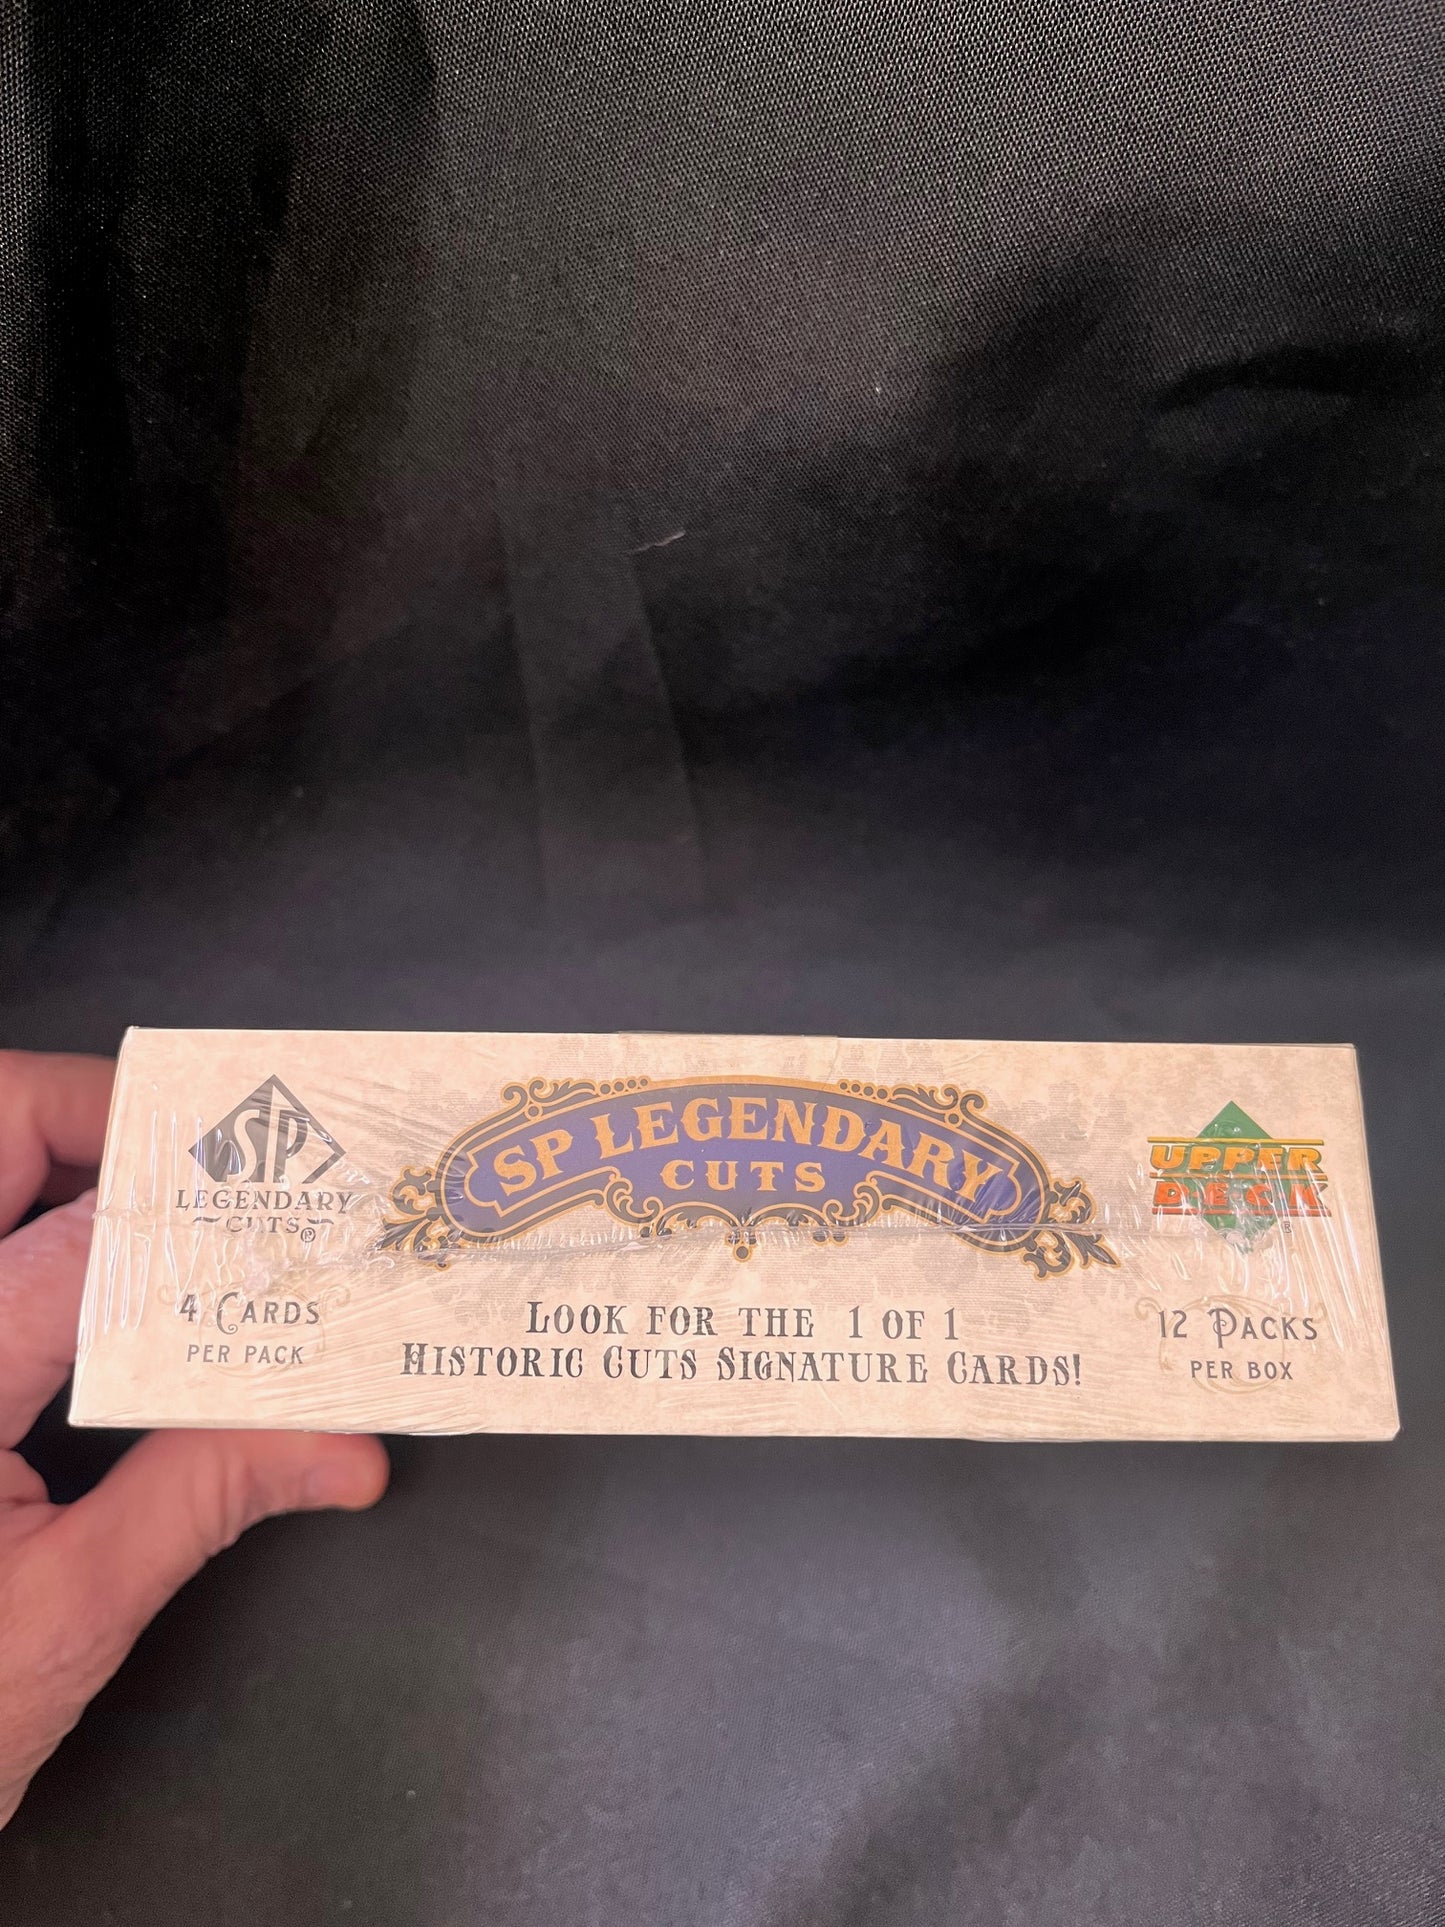 SP
LEGENDARY
CUTS®
SP LEGENDARY
CUTS
UPPER
DECK
®
4 CARDS
PER PACK
LOOK FOR THE 1 OF 1
HISTORIC CUTS SIGNATURE CARDS!
12 PACKS
PER BOX